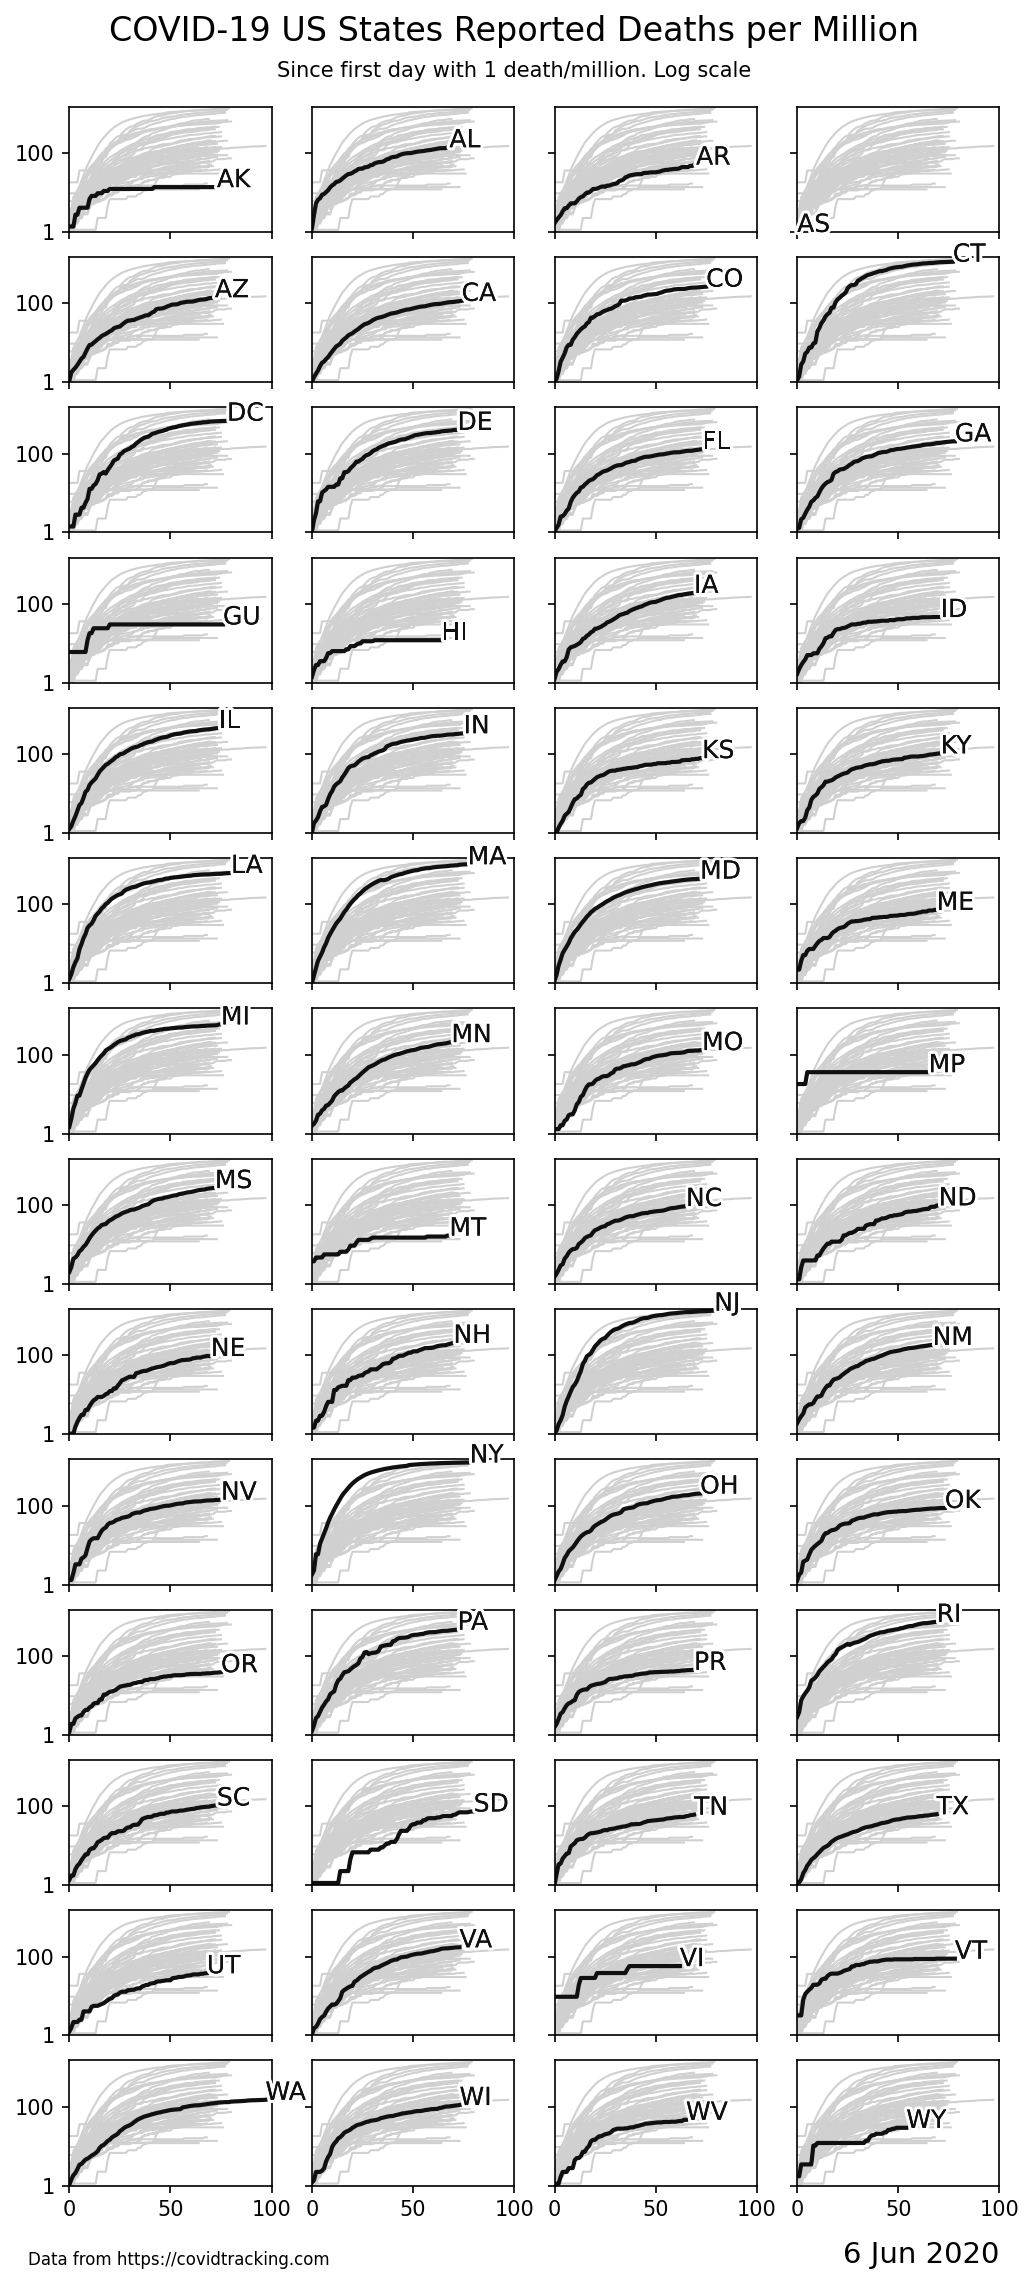 COVID-19 US States Reported Deaths per Million
Since first day with 1 death/million. Log scale
100
1
AK
AL
AR
AS
100
1
AZ
CA
CO
CT
100
1
DC
DE
FL
GA
100
1
GU
HI
IA
ID
100
1
IL
IN
KS
KY
100
1
LA
MA
MD
ME
100
1
MI
MN
MO
MP
100
1
MS
MT
NC
ND
100
1
NE
NH
NJ
NM
100
1
NV
NY
OH
OK
100
1
OR
PA
PR
RI
100
1
SC
SD
TN
TX
100
1
UT
VA
VI
VT
100
1
WA
WI
WV
WY
0 50 100 0 50 100 0 50 100 0 50 100
Data from https://covidtracking.com
6 Jun 2020